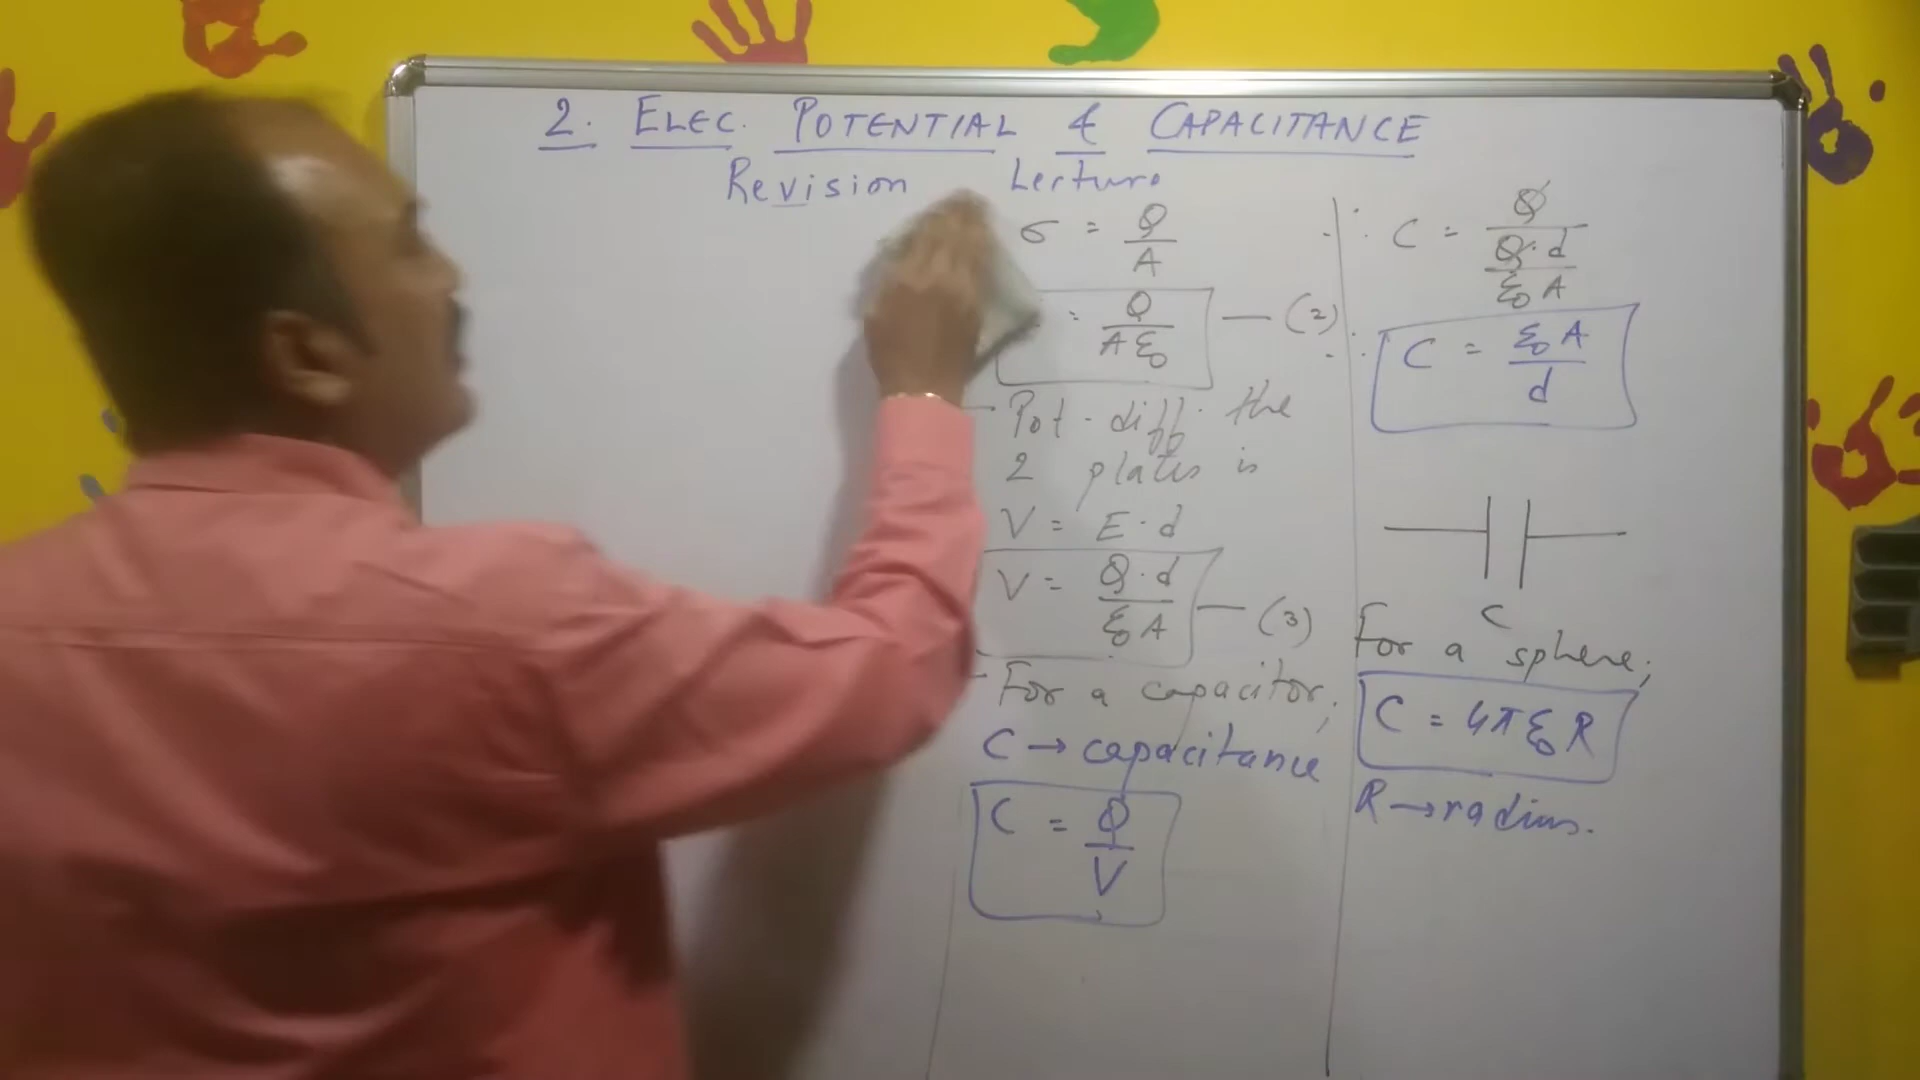 2. ELEC. POTENTIAL & CAPACITANCE
Revision Lecture
σ = Q/A
= Q/Aε₀ — (2)
Pot. diff. the
2 plates is
V = E·d
V = Q·d/ε₀A — (3)
For a capacitor,
C → capacitance
C = Q/V
∴ C = Q/(Q·d/ε₀A)
∴ C = ε₀A/d
C
For a sphere,
C = 4πε₀R
R → radius.